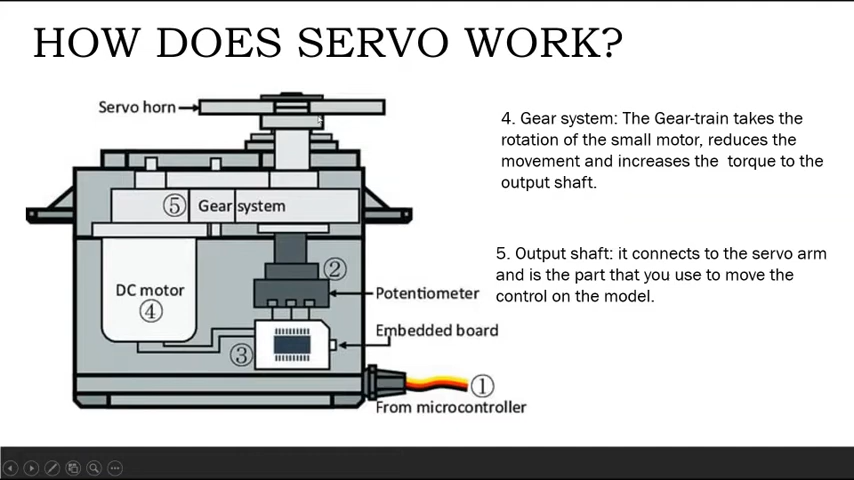 HOW DOES SERVO WORK?
Servo horn
4. Gear system: The Gear-train takes the
rotation of the small motor, reduces the
movement and increases the torque to the
output shaft.
⑤ Gear system
5. Output shaft: it connects to the servo arm
and is the part that you use to move the
control on the model.
②
DC motor
④
Potentiometer
Embedded board
③
①
From microcontroller